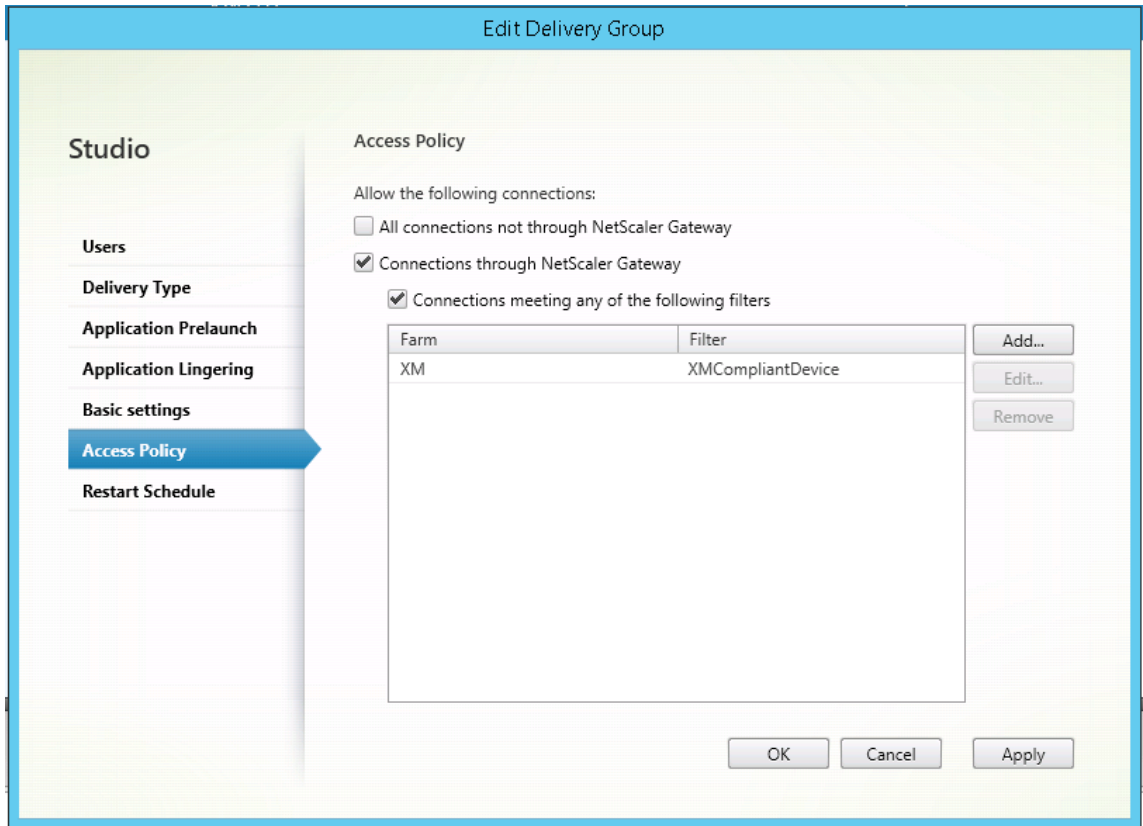 Edit Delivery Group
Studio
Users
Delivery Type
Application Prelaunch
Application Lingering
Basic settings
Access Policy
Restart Schedule
Access Policy
Allow the following connections:
All connections not through NetScaler Gateway
Connections through NetScaler Gateway
Connections meeting any of the following filters
Farm Filter
XM XMCompliantDevice
Add...
Edit...
Remove
OK Cancel Apply